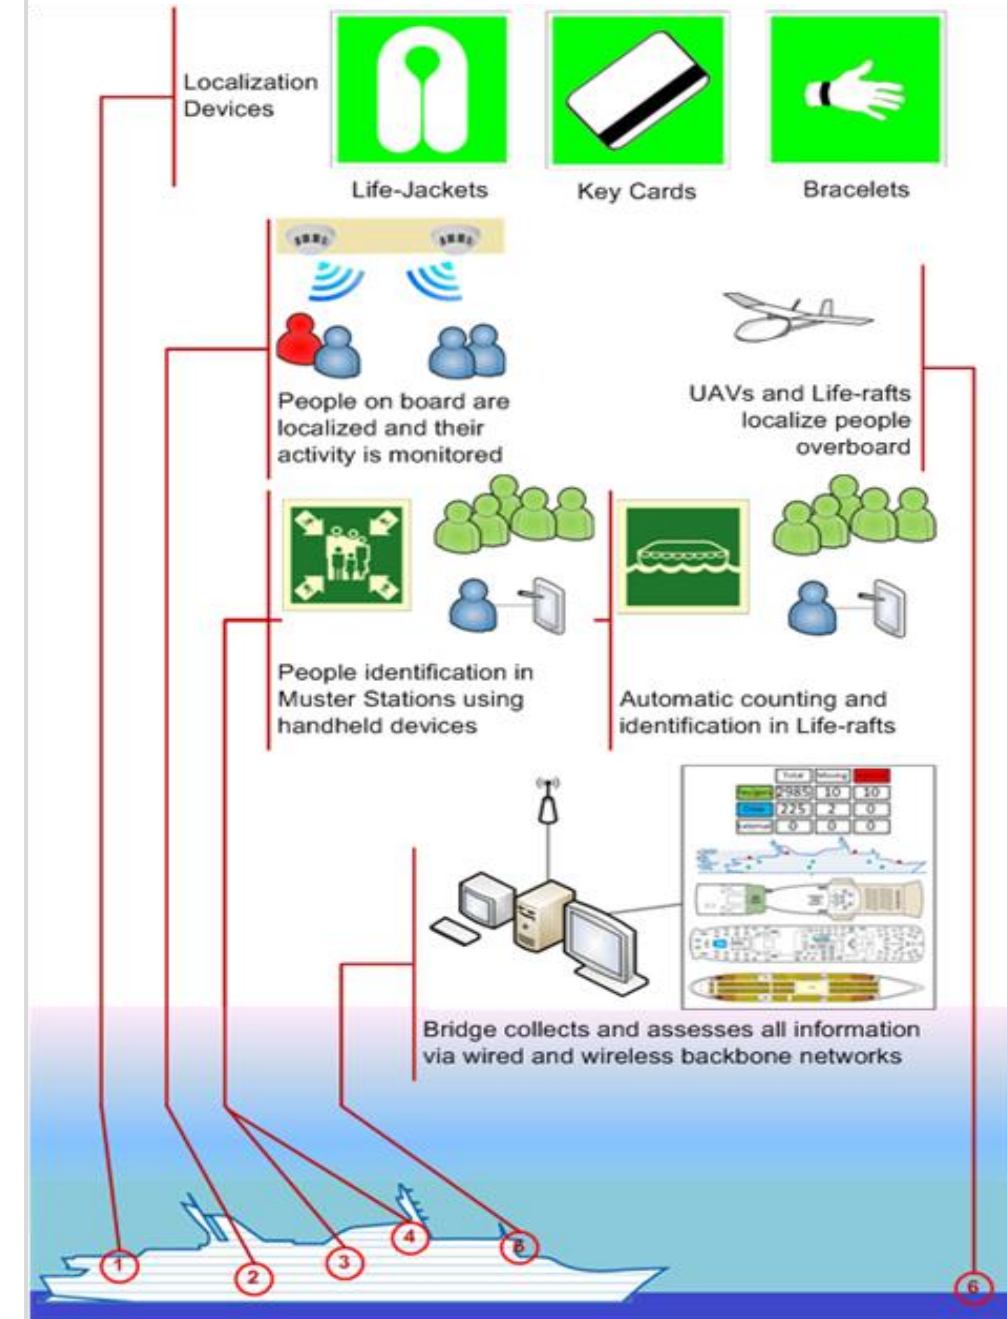 Localization
Devices
Life-Jackets
Key Cards
Bracelets
People on board are
localized and their
activity is monitored
UAVs and Life-rafts
localize people
overboard
People identification in
Muster Stations using
handheld devices
Automatic counting and
identification in Life-rafts
Total Moving
2985 10 10
225 2 0
External 0 0 0
Bridge collects and assesses all information
via wired and wireless backbone networks
1
2
3
4
5
6